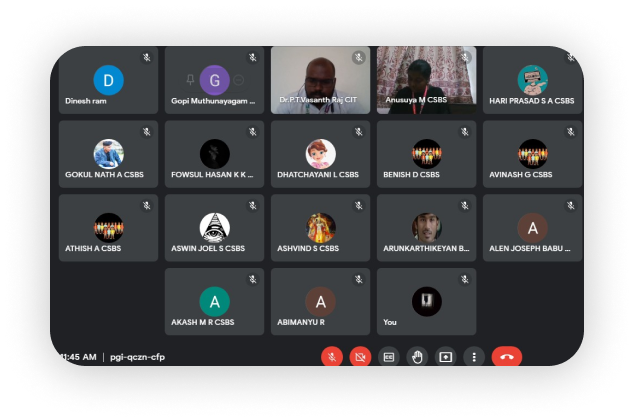 D
Dinesh ram
G
Gopi Muthunayagam ...
Dr.P.T.Vasanth Raj CIT
Anusuya M CSBS
HARI PRASAD S A CSBS
GOKUL NATH A CSBS
FOWSUL HASAN K K ...
DHATCHAYANI L CSBS
BENISH D CSBS
AVINASH G CSBS
ATHISH A CSBS
ASWIN JOEL S CSBS
ASHVIND S CSBS
ARUNKARTHIKEYAN B...
A
ALEN JOSEPH BABU ...
A
AKASH M R CSBS
A
ABIMANYU R
You
11:45 AM | pgi-qczn-cfp
CC